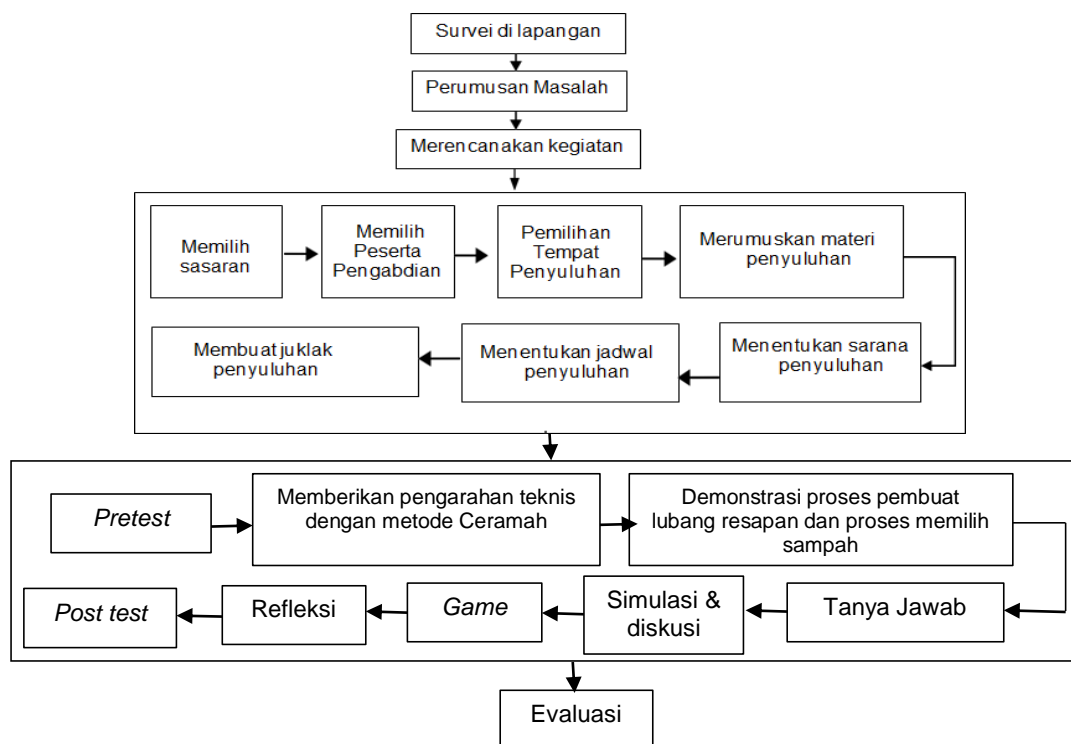 Survei di lapangan
Perumusan Masalah
Merencanakan kegiatan
Memilih
sasaran
Memilih
Peserta
Pengabdian
Pemilihan
Tempat
Penyuluhan
Merumuskan materi
penyuluhan
Menentukan sarana
penyuluhan
Menentukan jadwal
penyuluhan
Membuat juklak
penyuluhan
Pretest
Memberikan pengarahan teknis
dengan metode Ceramah
Demonstrasi proses pembuat
lubang resapan dan proses memilih
sampah
Tanya Jawab
Simulasi &
diskusi
Game
Refleksi
Post test
Evaluasi